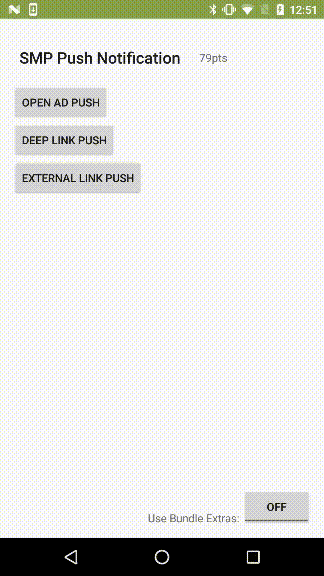 12:51
SMP Push Notification 79pts
OPEN AD PUSH
DEEP LINK PUSH
EXTERNAL LINK PUSH
OFF
Use Bundle Extras: